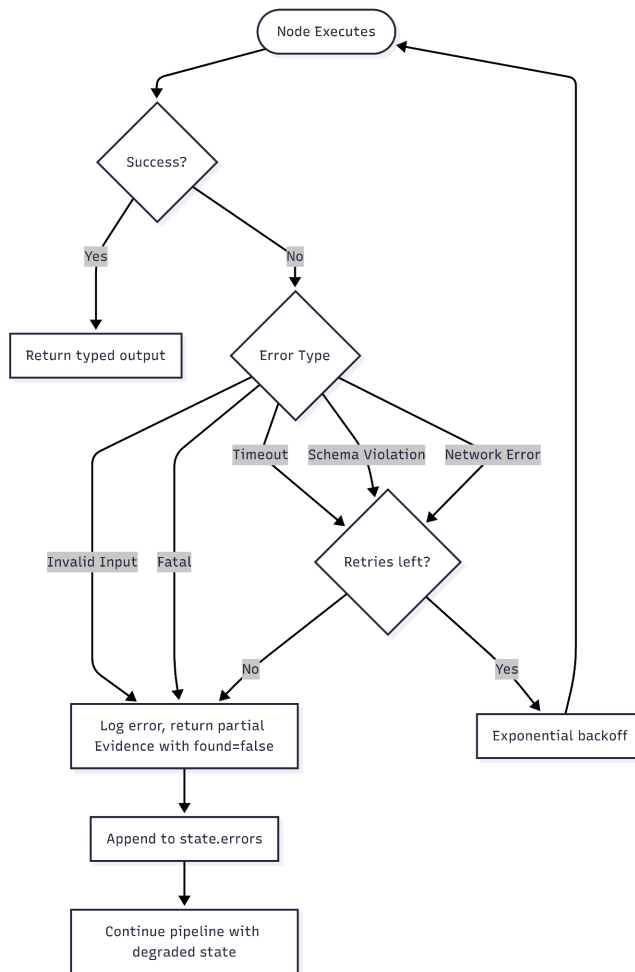 Node Executes
Success?
Yes
No
Return typed output
Error Type
Timeout
Schema Violation
Network Error
Invalid Input
Fatal
Retries left?
No
Yes
Log error, return partial
Evidence with found=false
Exponential backoff
Append to state.errors
Continue pipeline with
degraded state